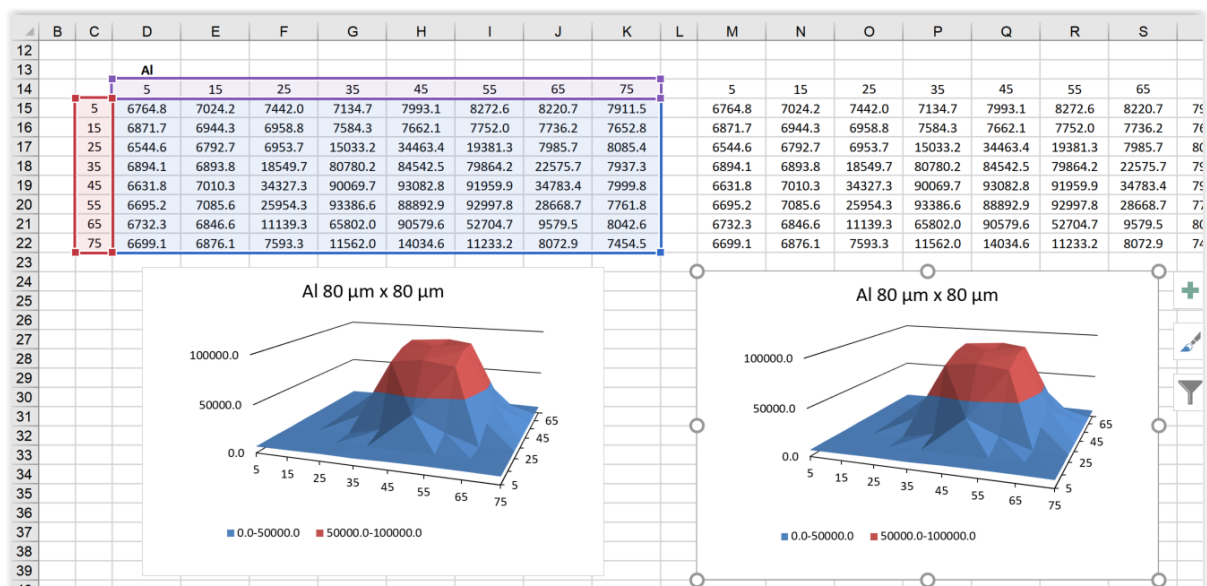 B C D E F G H I J K L M N O P Q R S
12
13 Al
14 5 15 25 35 45 55 65 75 5 15 25 35 45 55 65
15 5 6764.8 7024.2 7442.0 7134.7 7993.1 8272.6 8220.7 7911.5 6764.8 7024.2 7442.0 7134.7 7993.1 8272.6 8220.7 79
16 15 6871.7 6944.3 6958.8 7584.3 7662.1 7752.0 7736.2 7652.8 6871.7 6944.3 6958.8 7584.3 7662.1 7752.0 7736.2 76
17 25 6544.6 6792.7 6953.7 15033.2 34463.4 19381.3 7985.7 8085.4 6544.6 6792.7 6953.7 15033.2 34463.4 19381.3 7985.7 80
18 35 6894.1 6893.8 18549.7 80780.2 84542.5 79864.2 22575.7 7937.3 6894.1 6893.8 18549.7 80780.2 84542.5 79864.2 22575.7 79
19 45 6631.8 7010.3 34327.3 90069.7 93082.8 91959.9 34783.4 7999.8 6631.8 7010.3 34327.3 90069.7 93082.8 91959.9 34783.4 79
20 55 6695.2 7085.6 25954.3 93386.6 88892.9 92997.8 28668.7 7761.8 6695.2 7085.6 25954.3 93386.6 88892.9 92997.8 28668.7 77
21 65 6732.3 6846.6 11139.3 65802.0 90579.6 52704.7 9579.5 8042.6 6732.3 6846.6 11139.3 65802.0 90579.6 52704.7 9579.5 80
22 75 6699.1 6876.1 7593.3 11562.0 14034.6 11233.2 8072.9 7454.5 6699.1 6876.1 7593.3 11562.0 14034.6 11233.2 8072.9 74
23
24
25
26
27
28
29
30
31
32
33
34
35
36
37
38
39
Al 80 µm x 80 µm
100000.0
50000.0
0.0
5 15 25 35 45 55 65 75
5
25
45
65
0.0-50000.0 50000.0-100000.0
Al 80 µm x 80 µm
100000.0
50000.0
0.0
5 15 25 35 45 55 65 75
5
25
45
65
0.0-50000.0 50000.0-100000.0